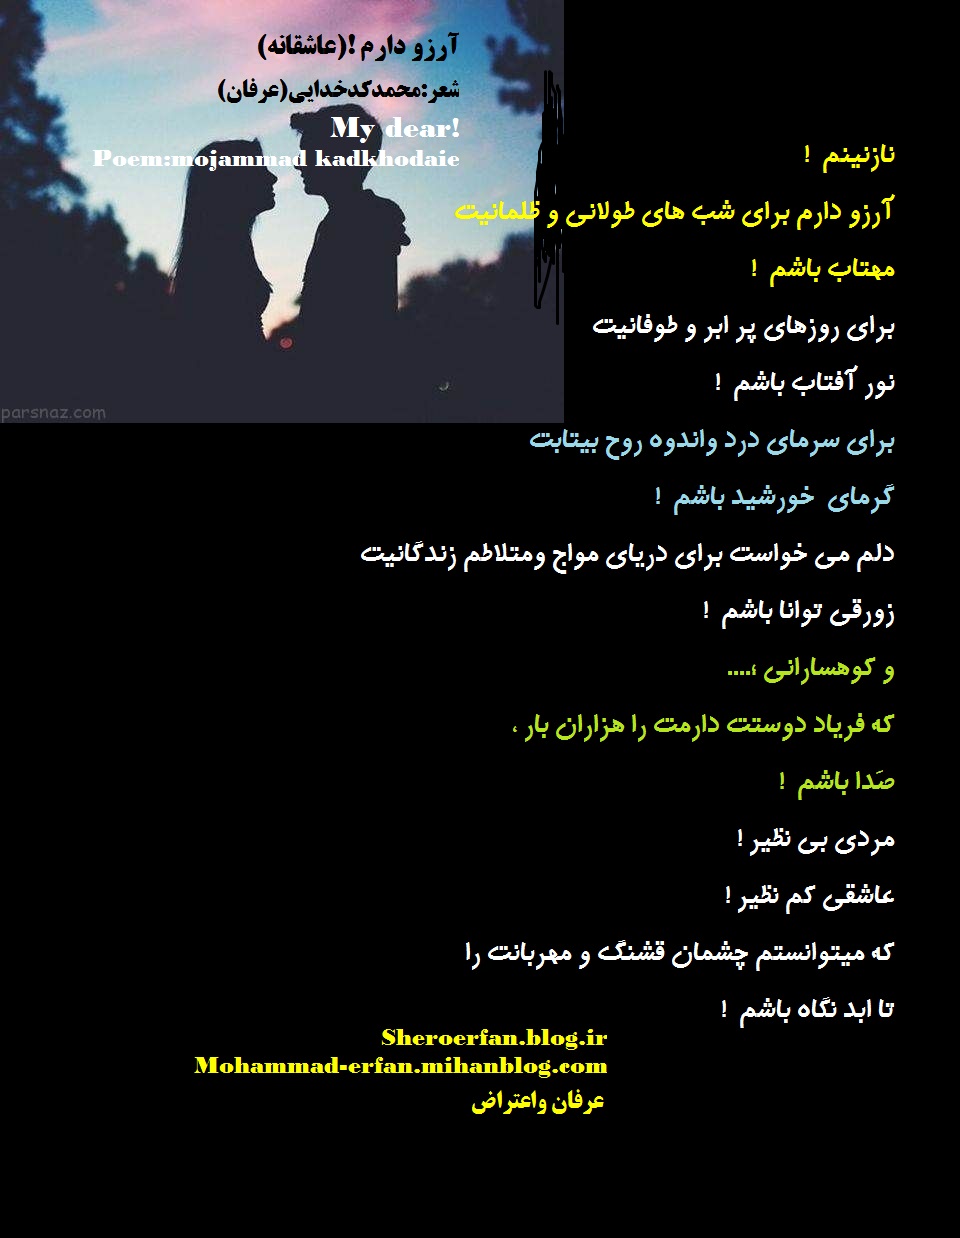 آرزو دارم !(عاشقانه)
شعر:محمدکدخدایی(عرفان)
My dear!
Poem:mojammad kadkhodaie
نازنینم !
آرزو دارم برای شب های طولانی و ظلمانیت
مهتاب باشم !
برای روزهای پر ابر و طوفانیت
نور آفتاب باشم !
برای سرمای درد واندوه روح بیتابت
گرمای خورشید باشم !
دلم می خواست برای دریای مواج ومتلاطم زندگانیت
زورقی توانا باشم !
و کوهسارانی ،....
که فریاد دوستت دارمت را هزاران بار ،
صَدا باشم !
مردی بی نظیر !
عاشقی کم نظیر !
که میتوانستم چشمان قشنگ و مهربانت را
تا ابد نگاه باشم !
parsnaz.com
Sheroerfan.blog.ir
Mohammad-erfan.mihanblog.com
عرفان واعتراض